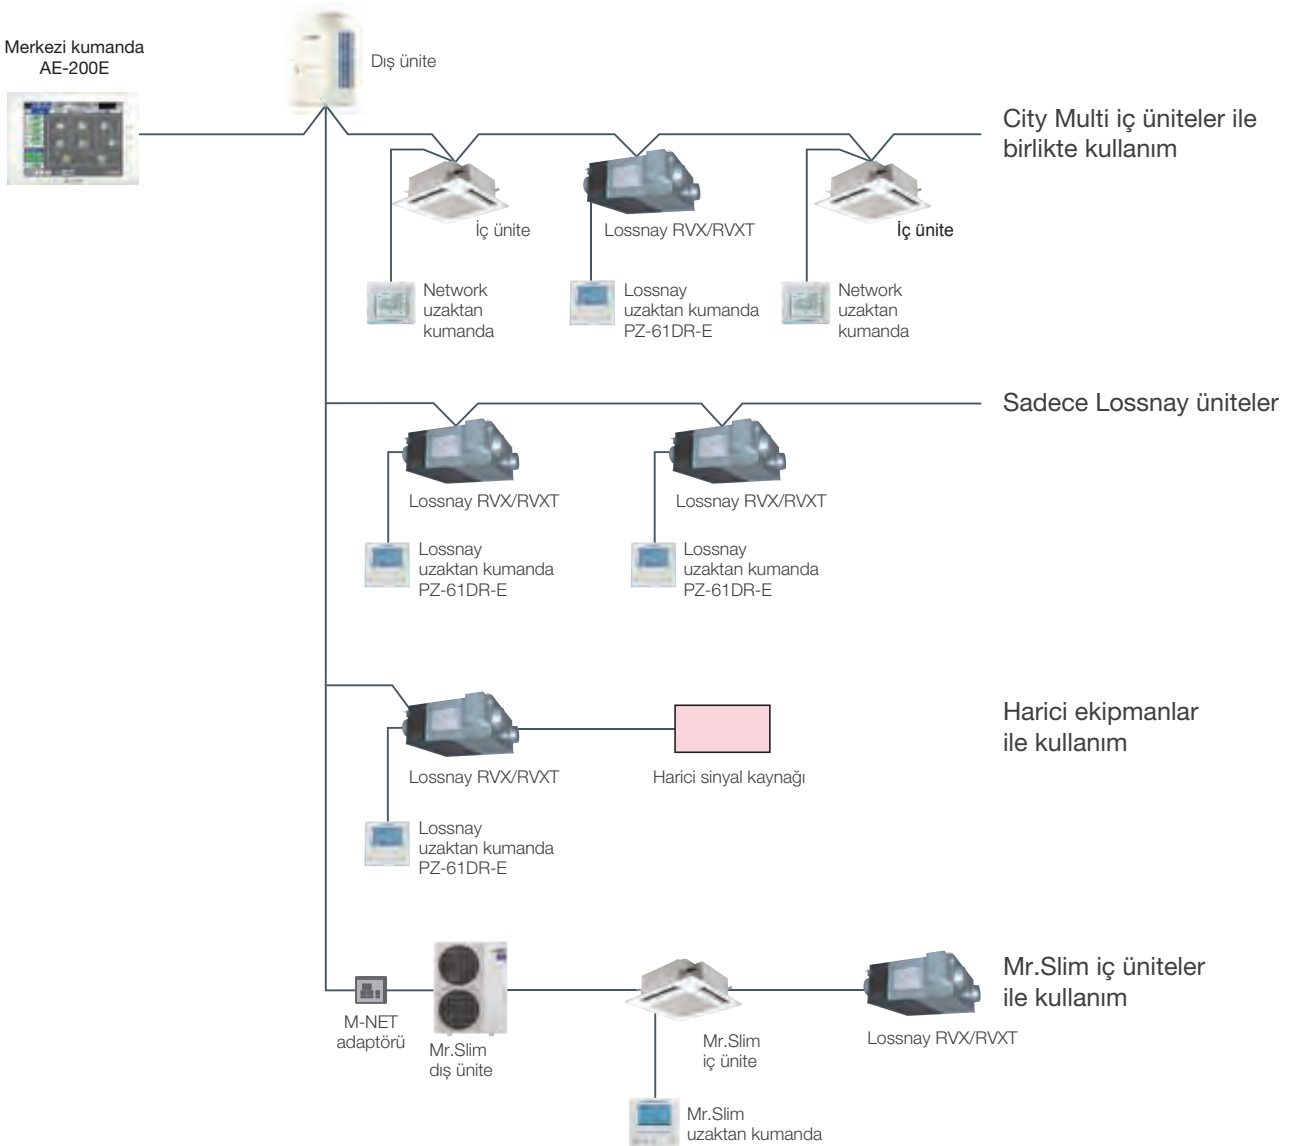 Merkezi kumanda
AE-200E
Dış ünite
City Multi iç üniteler ile
birlikte kullanım
İç ünite
Lossnay RVX/RVXT
İç ünite
Network
uzaktan
kumanda
Lossnay
uzaktan kumanda
PZ-61DR-E
Network
uzaktan
kumanda
Sadece Lossnay üniteler
Lossnay RVX/RVXT
Lossnay RVX/RVXT
Lossnay
uzaktan kumanda
PZ-61DR-E
Lossnay
uzaktan kumanda
PZ-61DR-E
Harici ekipmanlar
ile kullanım
Lossnay RVX/RVXT
Harici sinyal kaynağı
Lossnay
uzaktan kumanda
PZ-61DR-E
Mr.Slim iç üniteler
ile kullanım
M-NET
adaptörü
Mr.Slim
dış ünite
Mr.Slim
iç ünite
Lossnay RVX/RVXT
Mr.Slim
uzaktan kumanda